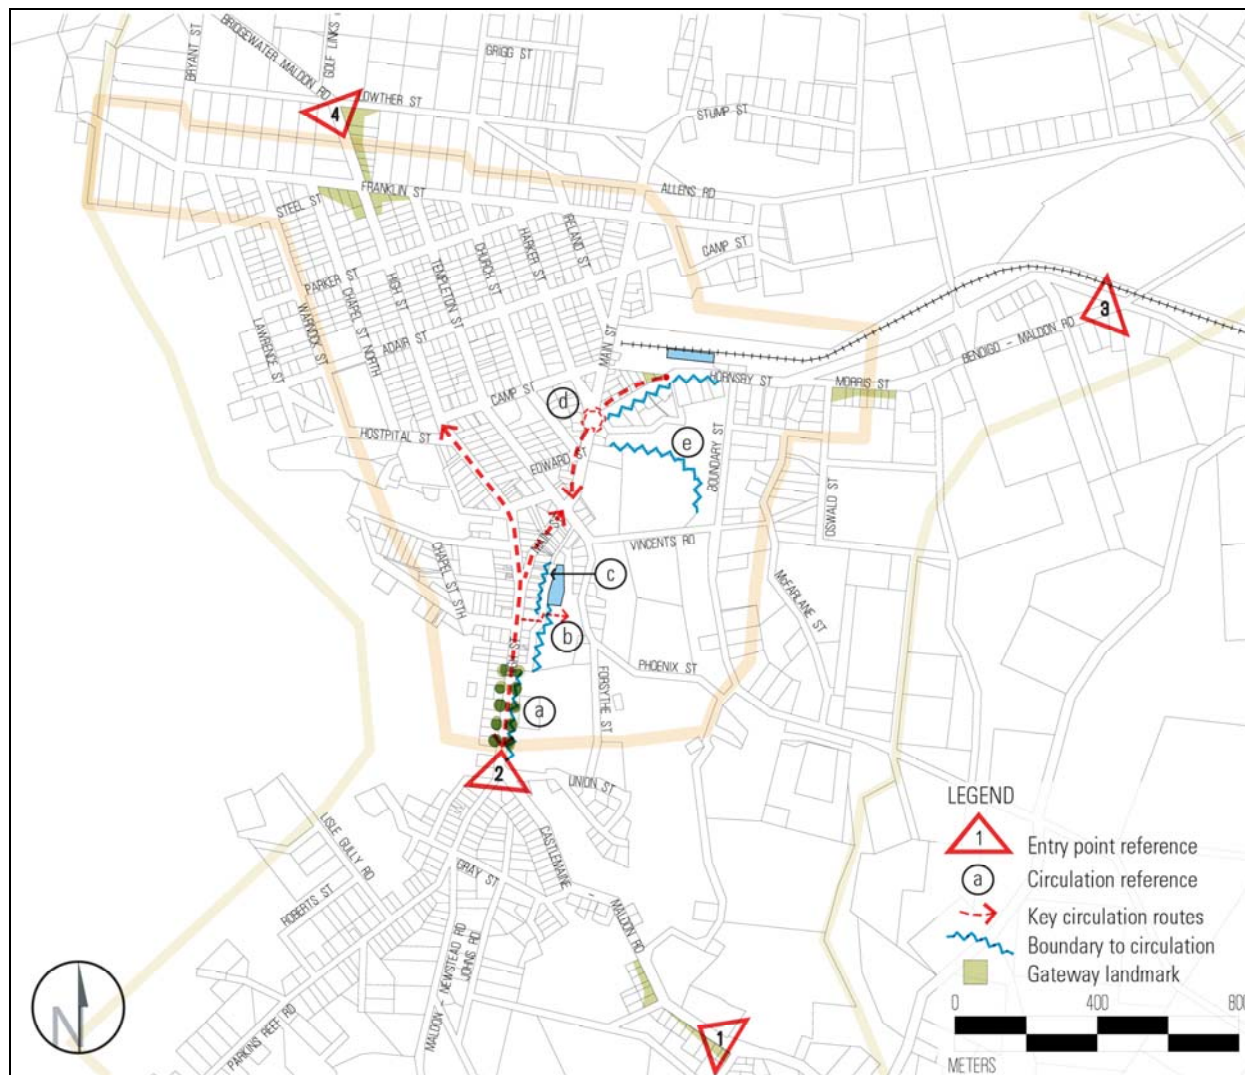 BRYANT ST
BRIDGEWATER MALDON RD
GOLF LINKS
GRIGG ST
4
LOWTHER ST
STUMP ST
FRANKLIN ST
STEEL ST
ALLENS RD
IRELAND ST
HARKER ST
CHURCH ST
CAMP ST
TEMPLETON ST
HIGH ST
PARKER ST
CHAPEL ST NORTH
WARNOCK ST
LAWRENCE ST
ADAIR ST
MAIN ST
3
BENDIGO - MALDON RD
HORNSBY ST
MORRIS ST
CAMP ST
d
HOSTPITAL ST
EDWARD ST
e
BOUNDARY ST
OSWALD ST
MAIN ST
VINCENTS RD
CHAPEL ST STH
c
McFARLANE ST
b
PHOENIX ST
FORSYTHE ST
a
2
UNION ST
LISLE GULLY RD
CASTLEMAINE
GRAY ST
ROBERTS ST
MALDON RD
MALDON - NEWSTEAD RD
JOHNS RD
PARKINS REEF RD
1
N
LEGEND
1 Entry point reference
a Circulation reference
Key circulation routes
Boundary to circulation
Gateway landmark
0 400 800
METERS